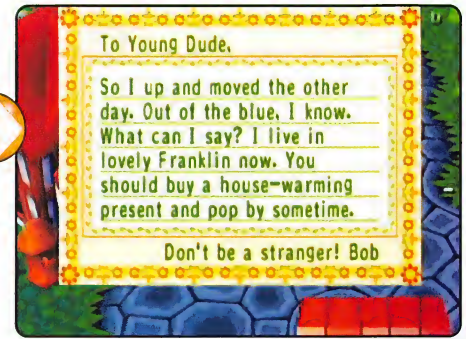 To Young Dude,
So I up and moved the other
day. Out of the blue, I know.
What can I say? I live in
lovely Franklin now. You
should buy a house-warming
present and pop by sometime.
Don't be a stranger! Bob